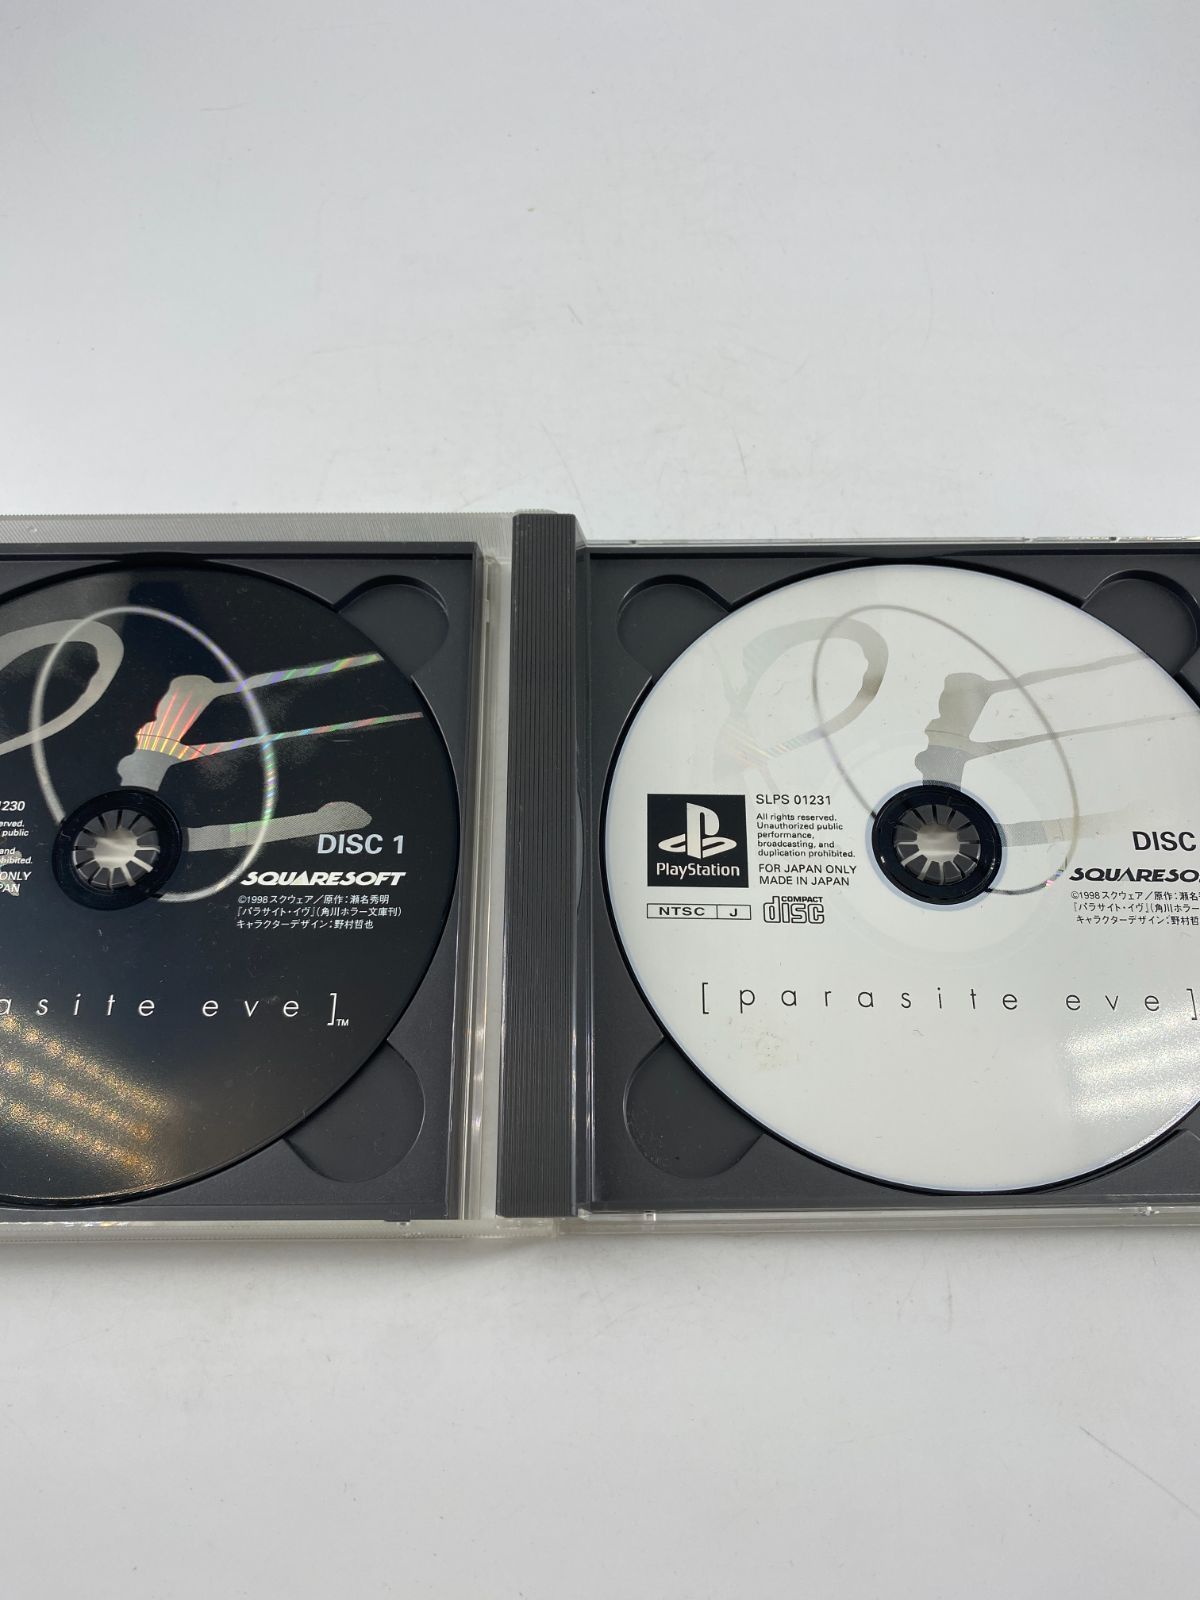 1230
public
and
ONLY
DISC 1
SQUARESOFT
©1998スクウェア/原作:瀬名秀明
『パラサイト・イヴ』(角川ホラー文庫刊)
キャラクターデザイン:野村哲也
asite eve]™
PlayStation
SLPS 01231
All rights reserved.
Unauthorized public
performance,
broadcasting, and
duplication prohibited.
FOR JAPAN ONLY
MADE IN JAPAN
NTSC J
COMPACT
disc
DISC
SQUARESO
©1998スクウェア/原作:瀬名
『パラサイト・イヴ』(角川ホラー
キャラクターデザイン:野村哲
[parasite eve]